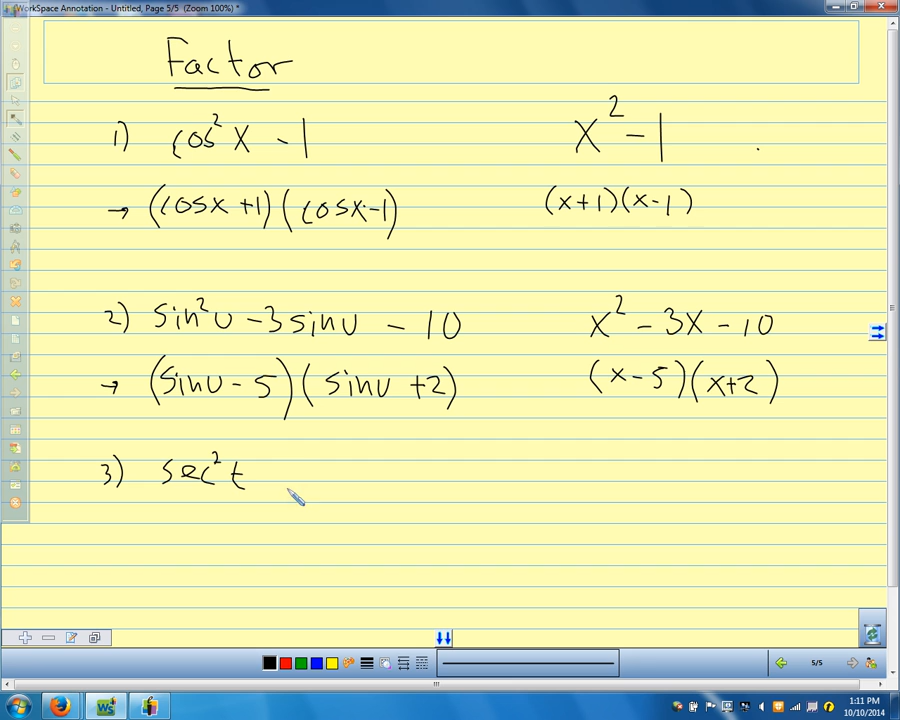 WorkSpace Annotation - Untitled, Page 5/5 (Zoom 100%) *
Factor
1) cos²x - 1 x² - 1
→ (cosx + 1)(cosx - 1) (x + 1)(x - 1)
2) sin²u - 3sinu - 10 x² - 3x - 10
→ (sinu - 5)(sinu + 2) (x - 5)(x + 2)
3) sec²t
5/5
1:11 PM
10/10/2014